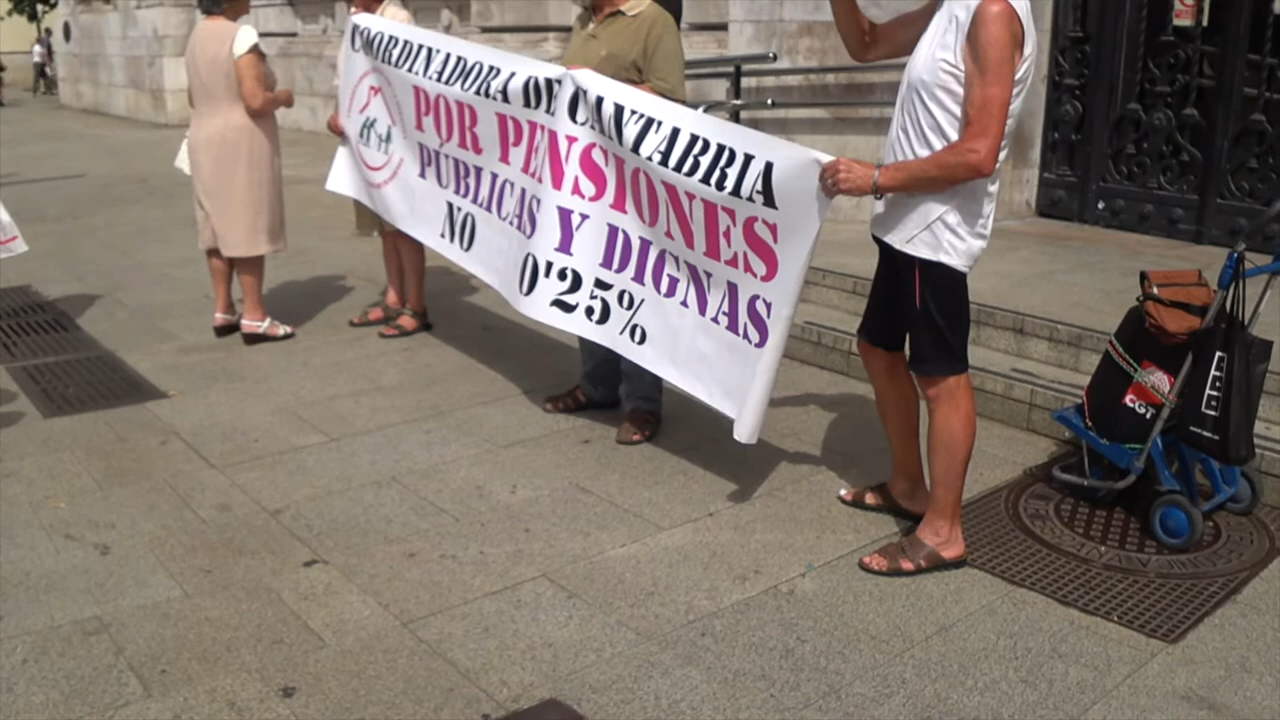 COORDINADORA DE CANTABRIA
POR PENSIONES
PÚBLICAS Y DIGNAS
NO 0'25%
CGT